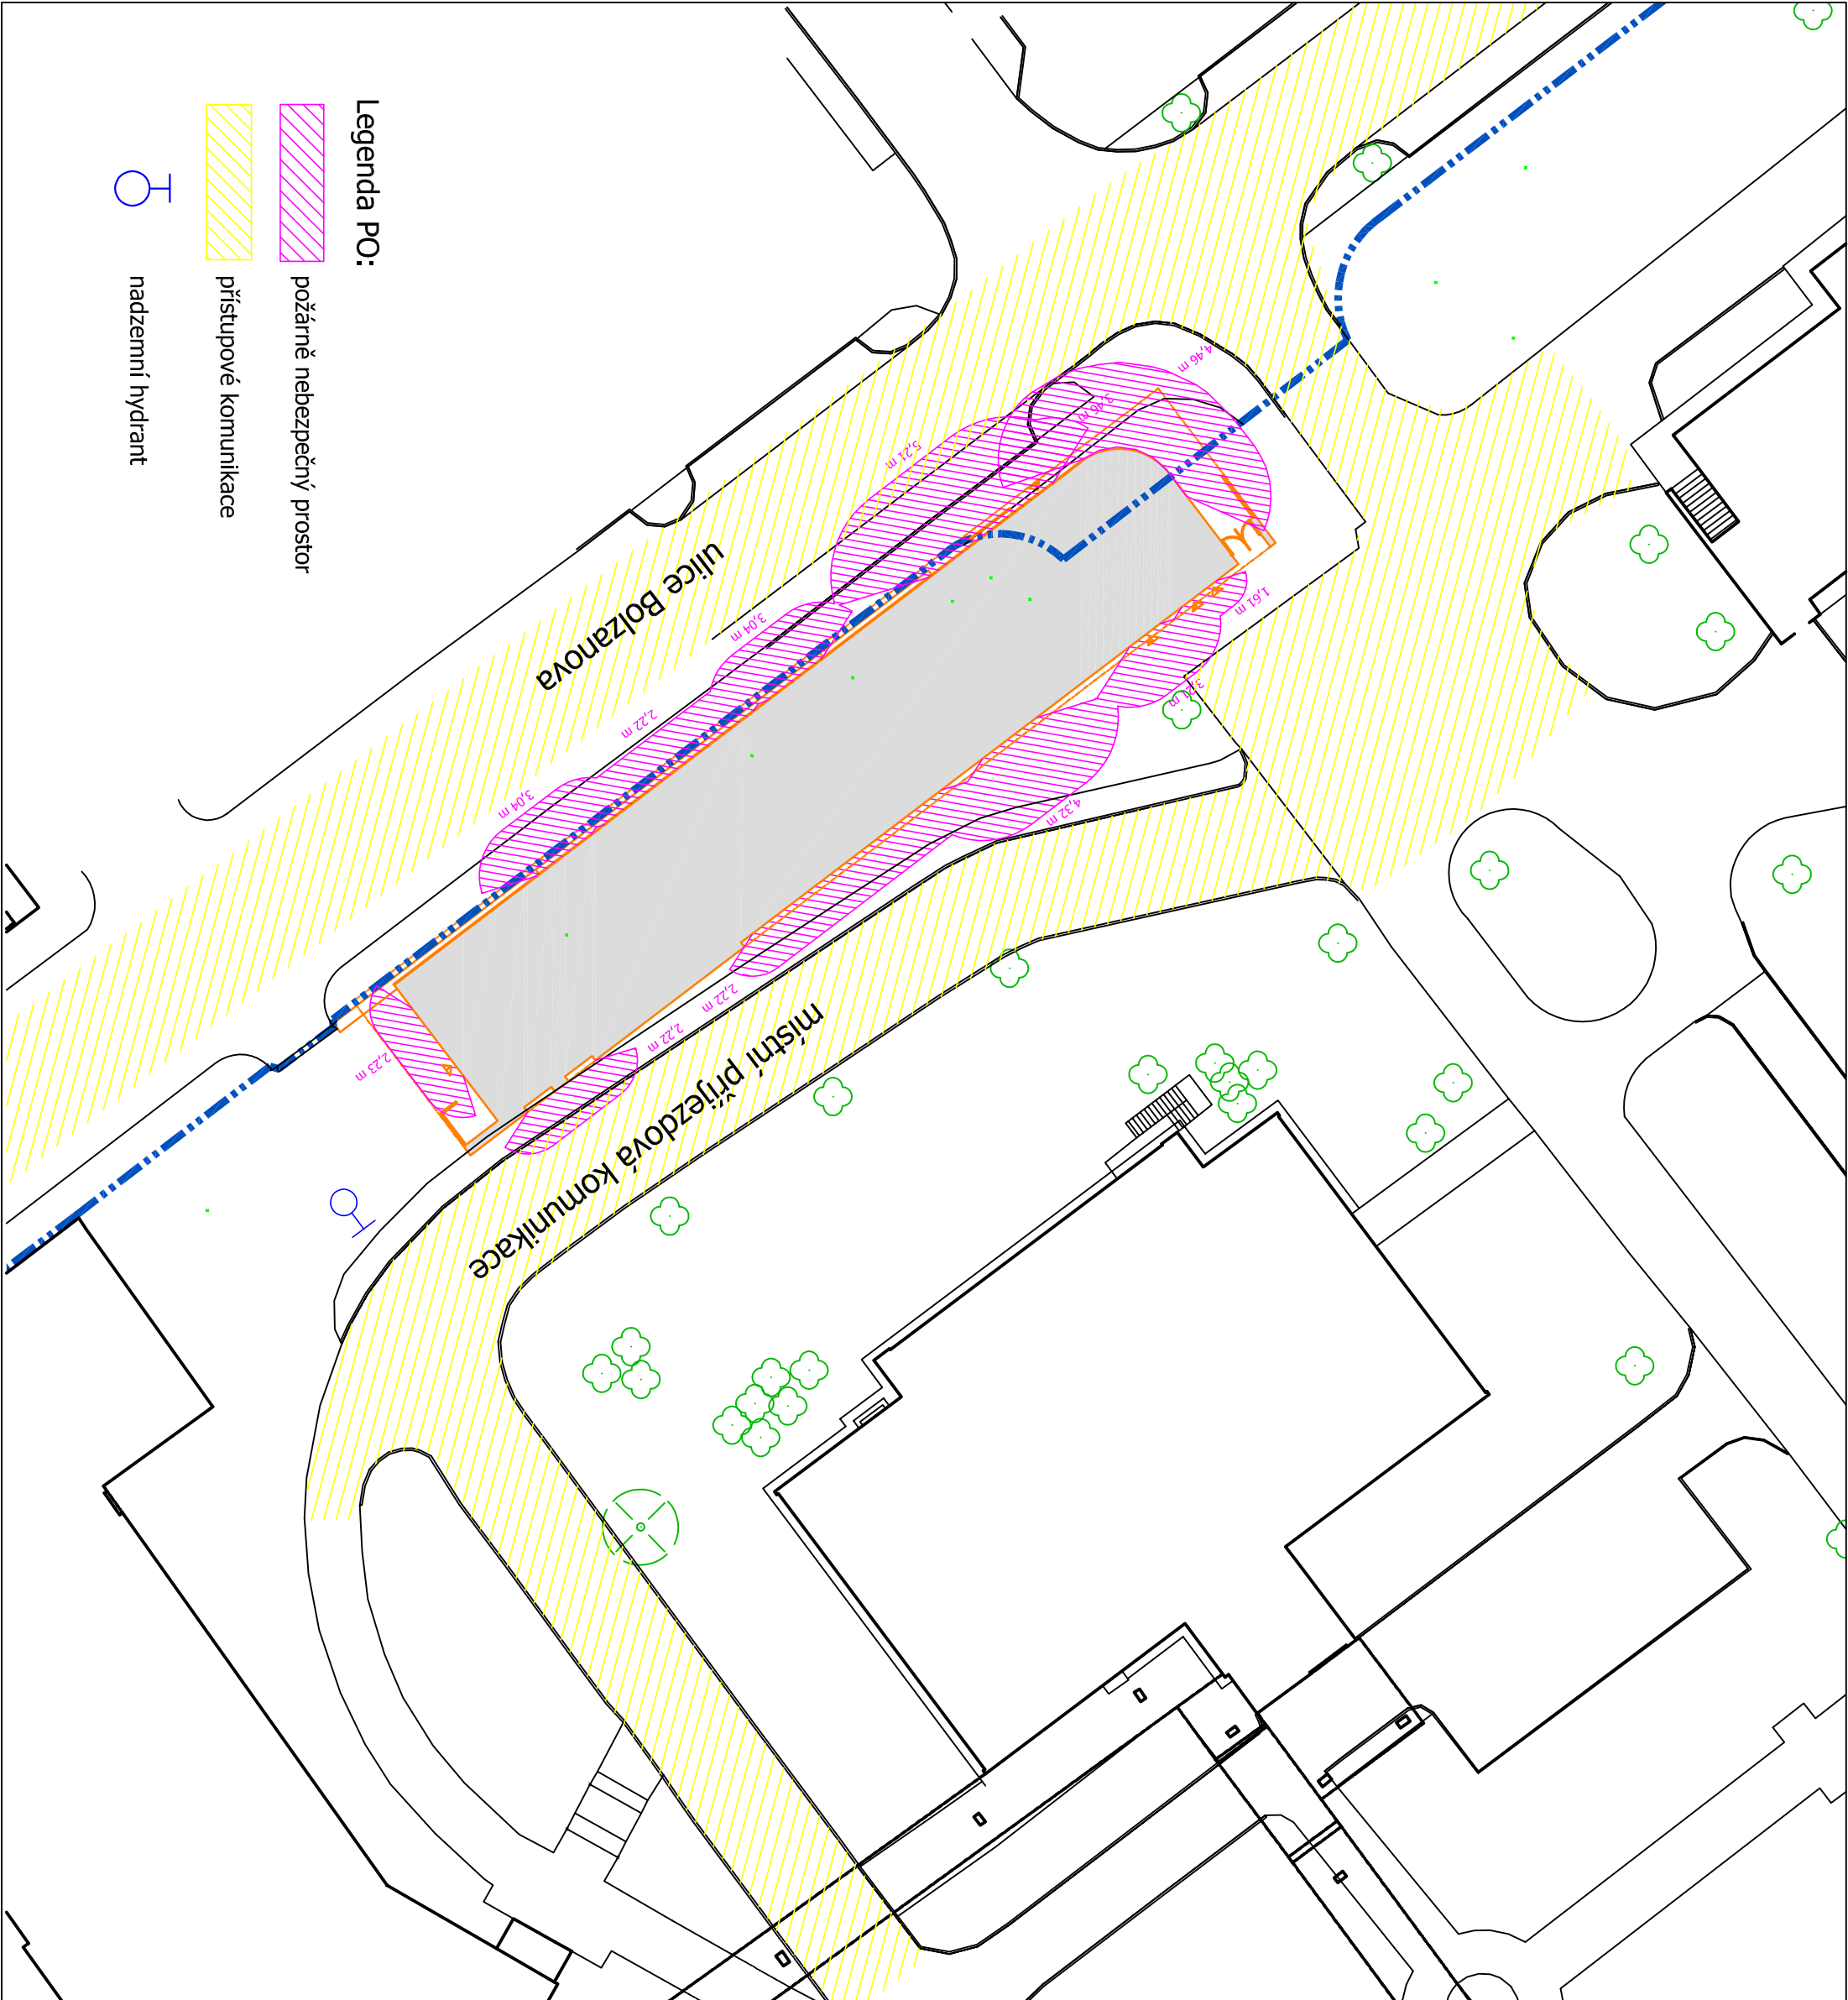 Legenda PO:
požárně nebezpečný prostor
přístupové komunikace
nadzemní hydrant
ulice Bolzanova
místní příjezdová komunikace
4,46 m
3,46 m
5,21 m
3,04 m
2,22 m
3,04 m
1,61 m
4,32 m
2,22 m
2,22 m
2,23 m